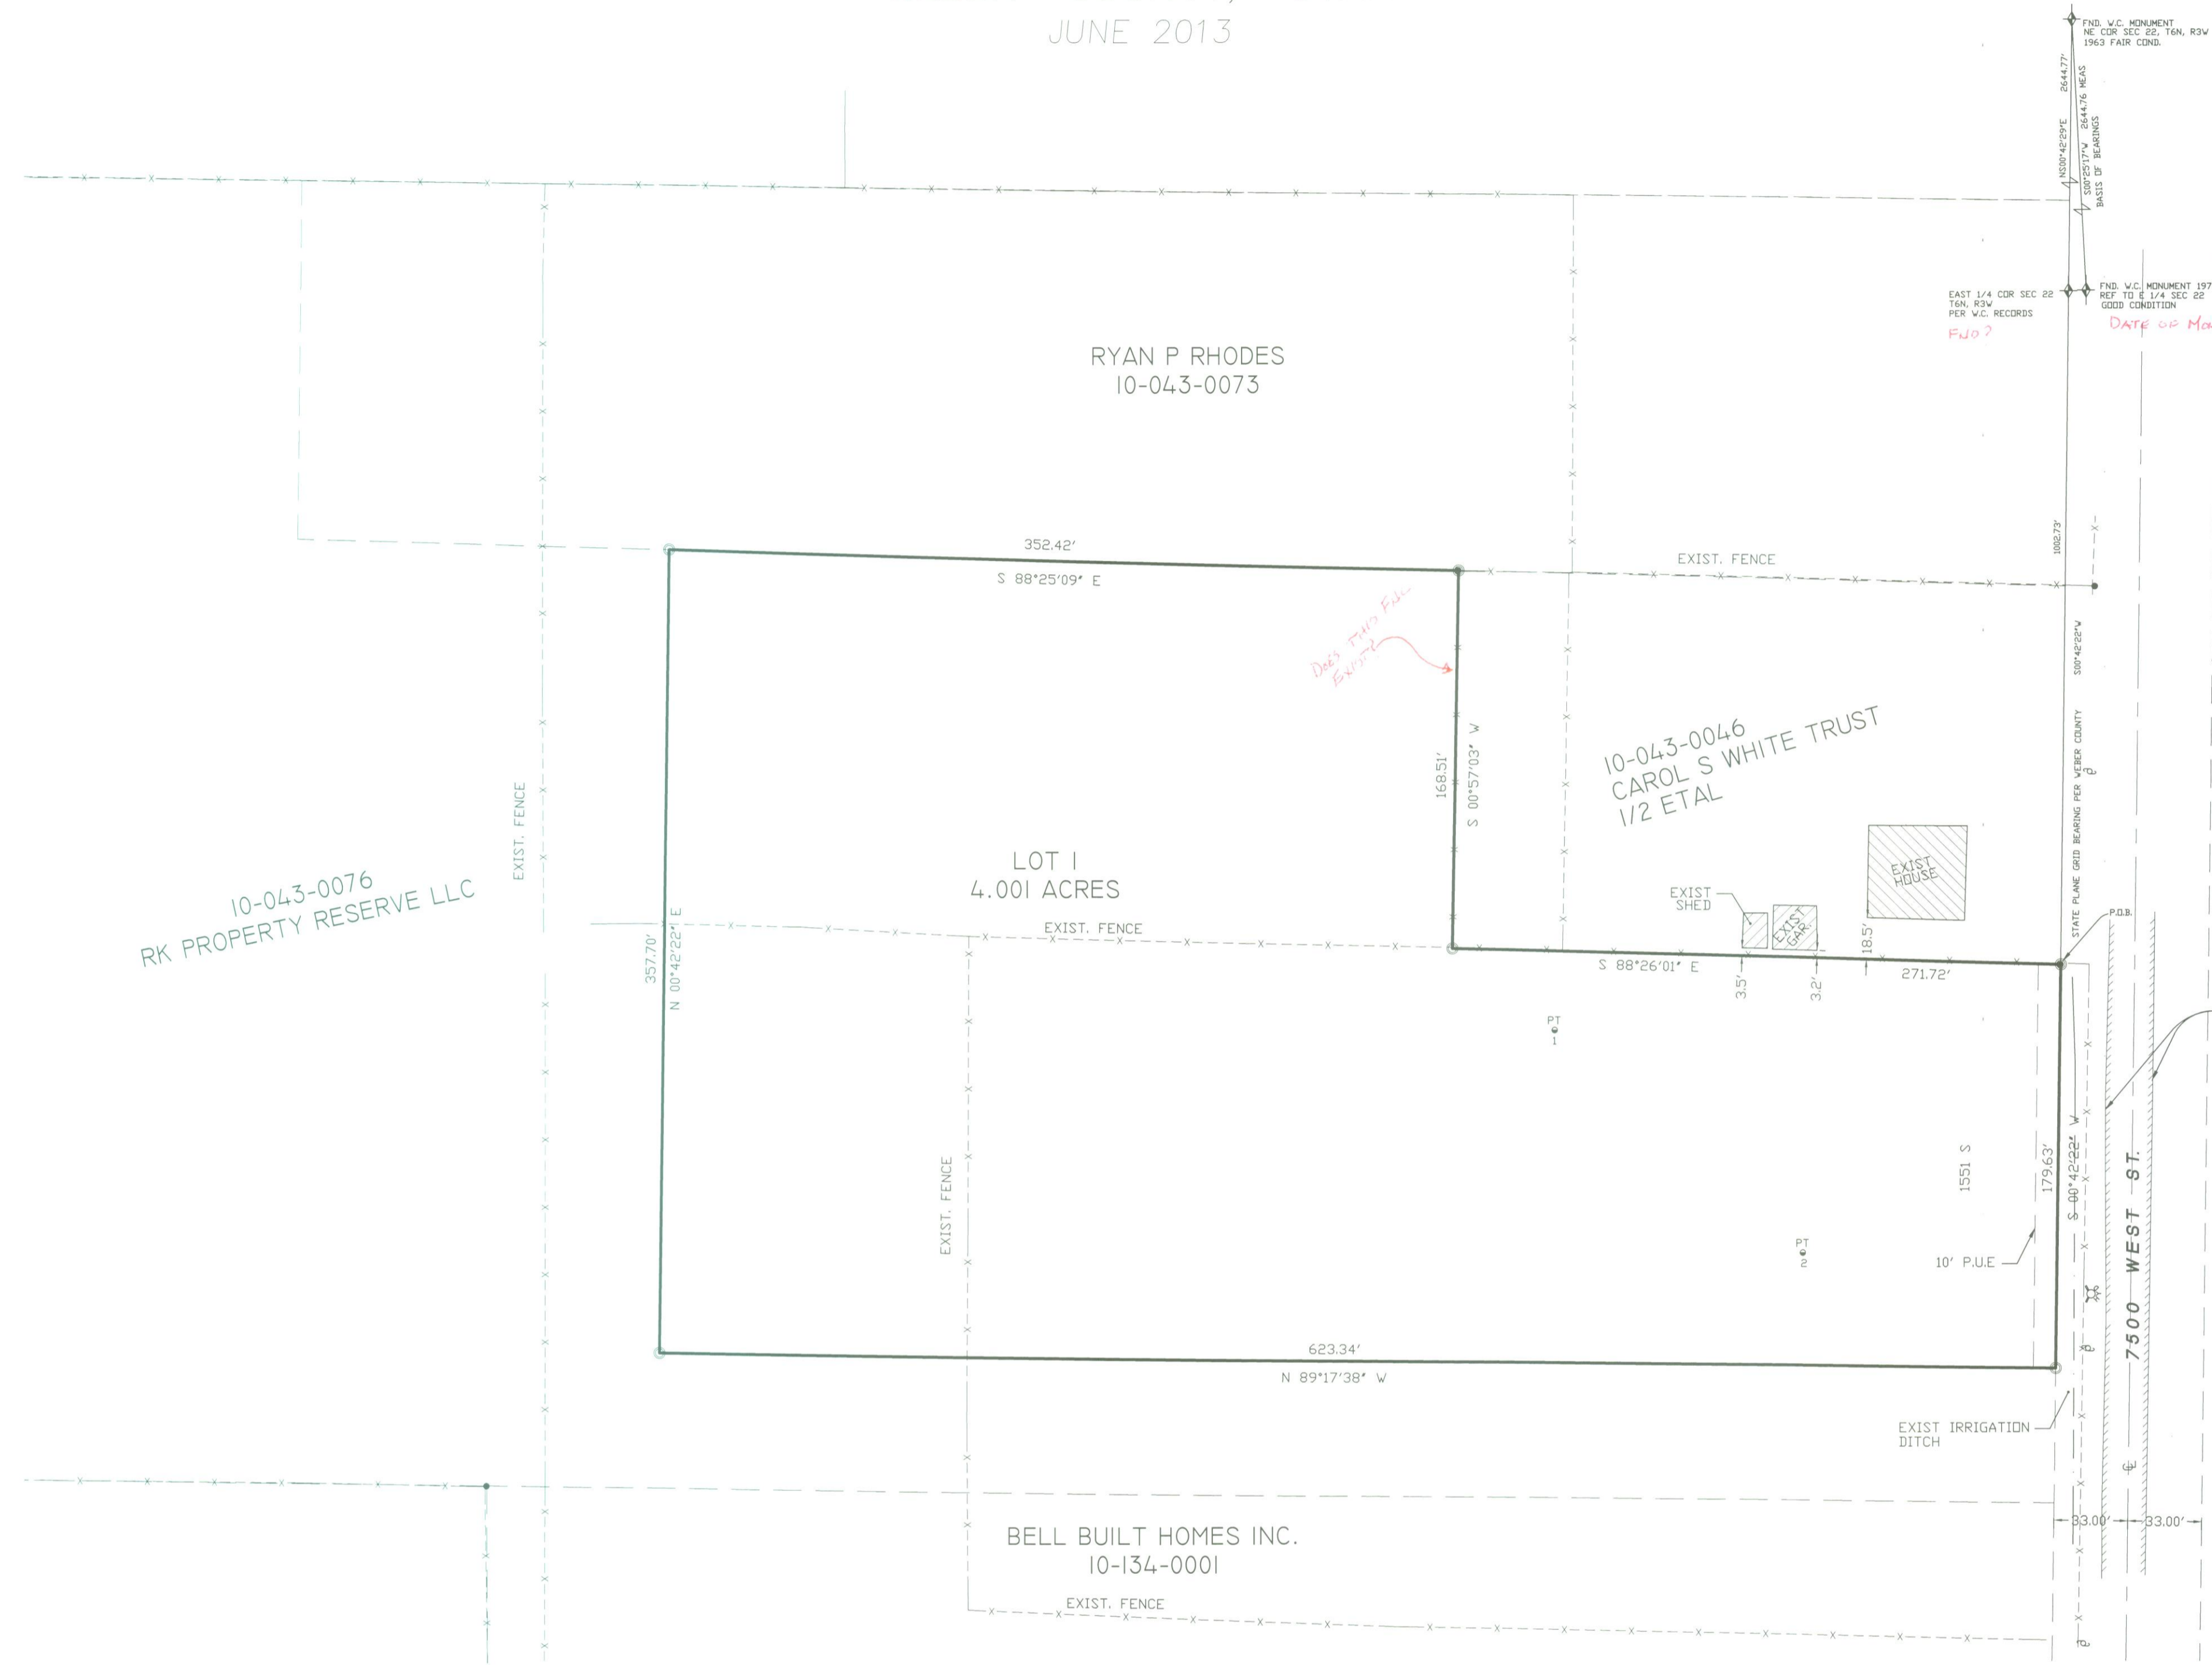 JUNE 2013
FND. W.C. MONUMENT
NE COR SEC 22, T6N, R3W
1963 FAIR COND.
NS00°42'29"E 2644.77'
S00°25'17"W 2644.76 MEAS
BASIS OF BEARINGS
EAST 1/4 COR SEC 22
T6N, R3W
PER W.C. RECORDS
FND?
FND. W.C. MONUMENT 197
REF TO E 1/4 SEC 22
GOOD CONDITION
DATE OF MON
RYAN P RHODES
10-043-0073
352.42'
S 88°25'09" E
EXIST. FENCE
1002.73'
S00°42'22"W
STATE PLANE GRID BEARING PER WEBER COUNTY
DOES THIS
EXIST?
168.51'
S 00°57'03" W
10-043-0046
CAROL S WHITE TRUST
1/2 ETAL
EXIST. FENCE
10-043-0076
RK PROPERTY RESERVE LLC
LOT 1
4.001 ACRES
EXIST. FENCE
357.70'
N 00°42'22" E
EXIST
HOUSE
EXIST
SHED
EXIST
GAR.
18.5'
P.O.B.
S 88°26'01" E
271.72'
3.5'
3.2'
PT
1
EXIST. FENCE
1551 S
179.63'
S 00°42'22" W
7500 WEST ST.
PT
2
10' P.U.E
623.34'
N 89°17'38" W
EXIST IRRIGATION
DITCH
33.00'
33.00'
BELL BUILT HOMES INC.
10-134-0001
EXIST. FENCE